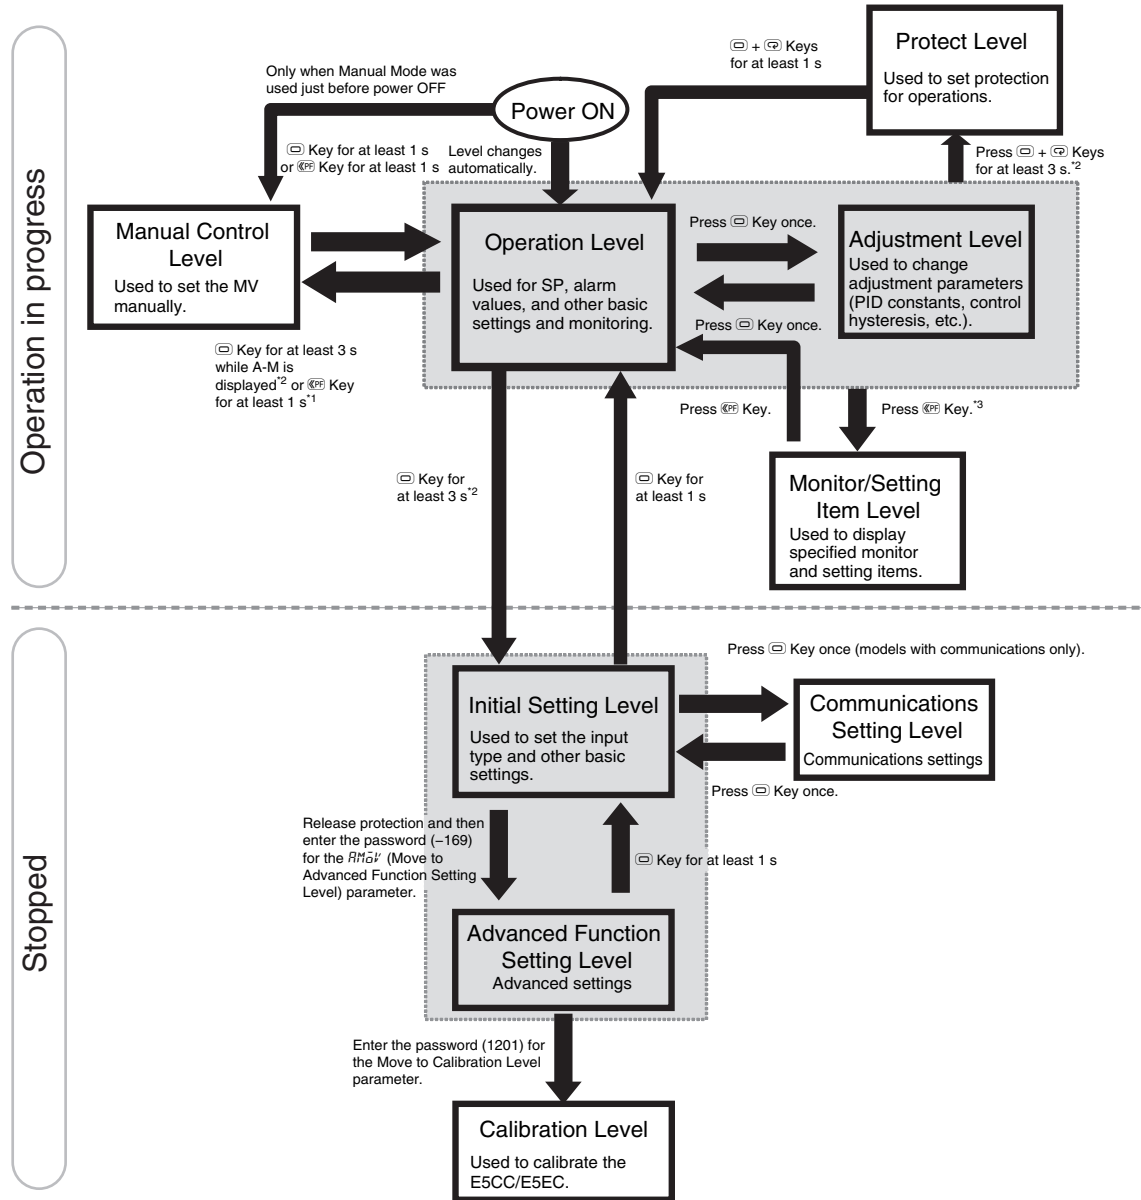 Operation in progress
Only when Manual Mode was
used just before power OFF
Power ON
Key for at least 1 s
or PF Key for at least 1 s
Level changes
automatically.
+ Keys
for at least 1 s
Protect Level
Used to set protection
for operations.
Press + Keys
for at least 3 s.*2
Manual Control
Level
Used to set the MV
manually.
Operation Level
Used for SP, alarm
values, and other basic
settings and monitoring.
Press Key once.
Press Key once.
Adjustment Level
Used to change
adjustment parameters
(PID constants, control
hysteresis, etc.).
Key for at least 3 s
while A-M is
displayed*2 or PF Key
for at least 1 s*1
Press PF Key.
Press PF Key.*3
Monitor/Setting
Item Level
Used to display
specified monitor
and setting items.
Key for
at least 3 s*2
Key for
at least 1 s
Stopped
Initial Setting Level
Used to set the input
type and other basic
settings.
Press Key once (models with communications only).
Communications
Setting Level
Communications settings
Press Key once.
Release protection and then
enter the password (–169)
for the AMoV (Move to
Advanced Function Setting
Level) parameter.
Key for at least 1 s
Advanced Function
Setting Level
Advanced settings
Enter the password (1201) for
the Move to Calibration Level
parameter.
Calibration Level
Used to calibrate the
E5CC/E5EC.